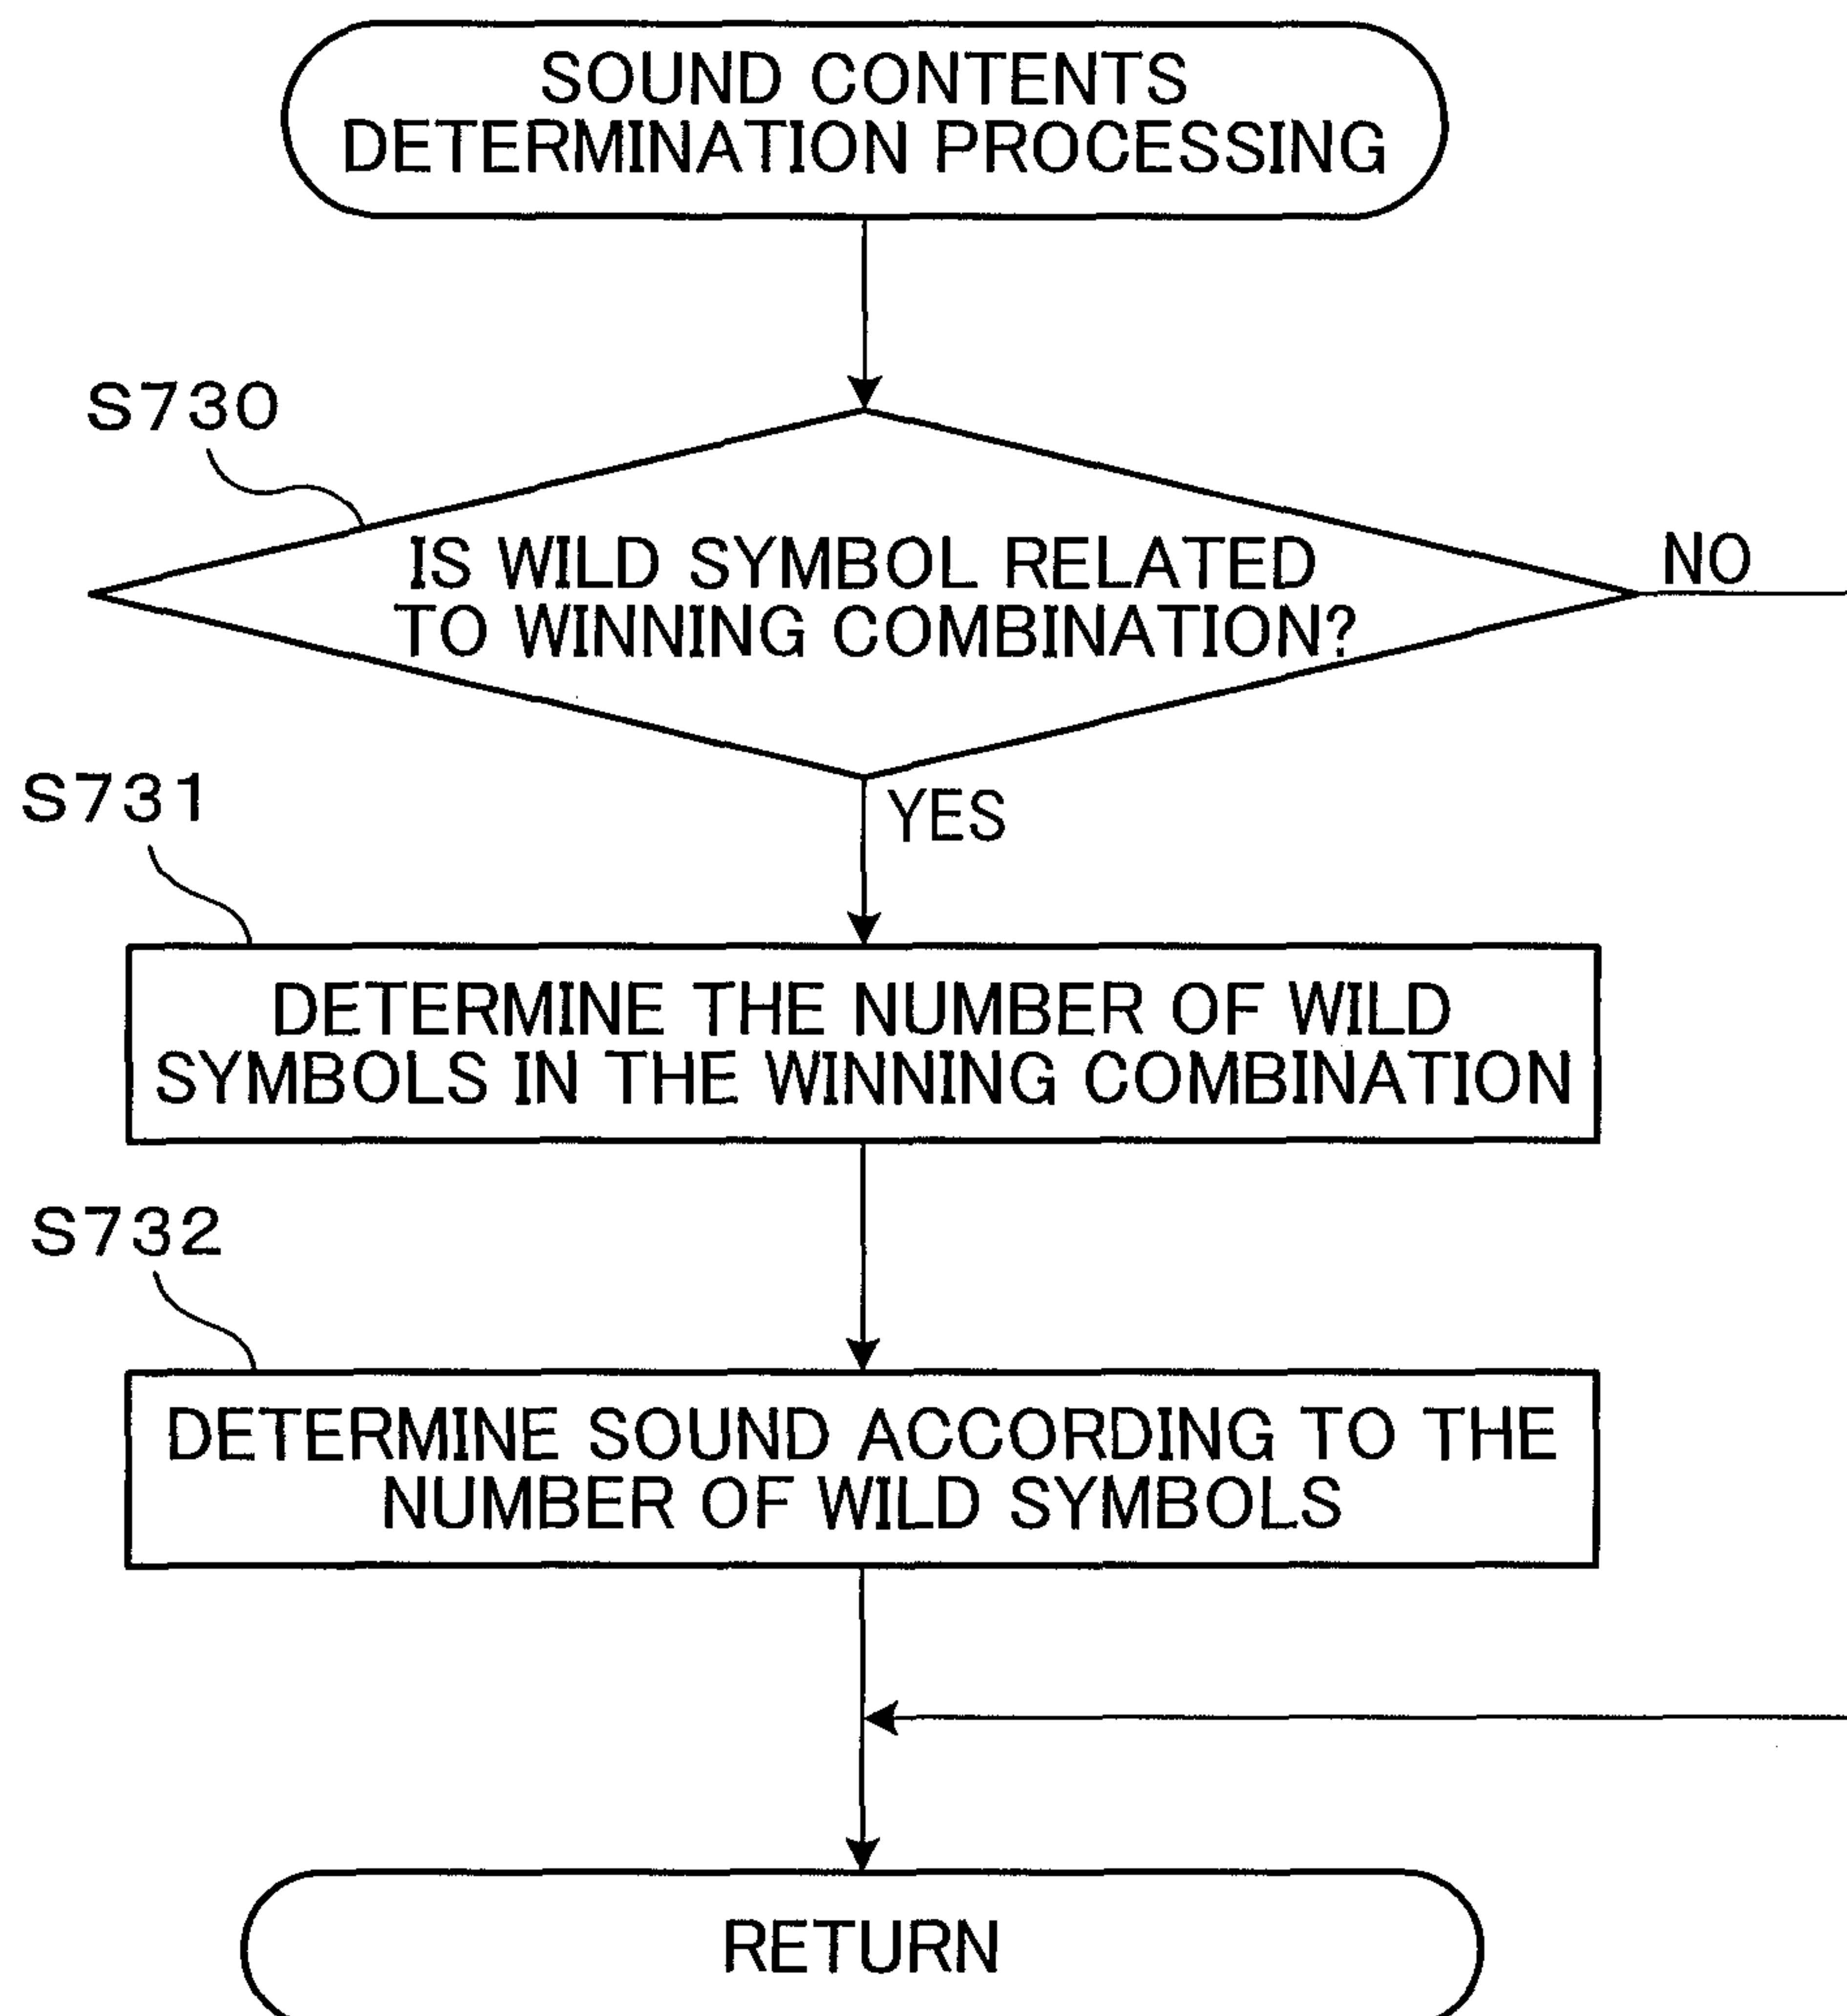 SOUND CONTENTS
DETERMINATION PROCESSING
S730
IS WILD SYMBOL RELATED
TO WINNING COMBINATION?
NO
YES
S731
DETERMINE THE NUMBER OF WILD
SYMBOLS IN THE WINNING COMBINATION
S732
DETERMINE SOUND ACCORDING TO THE
NUMBER OF WILD SYMBOLS
RETURN